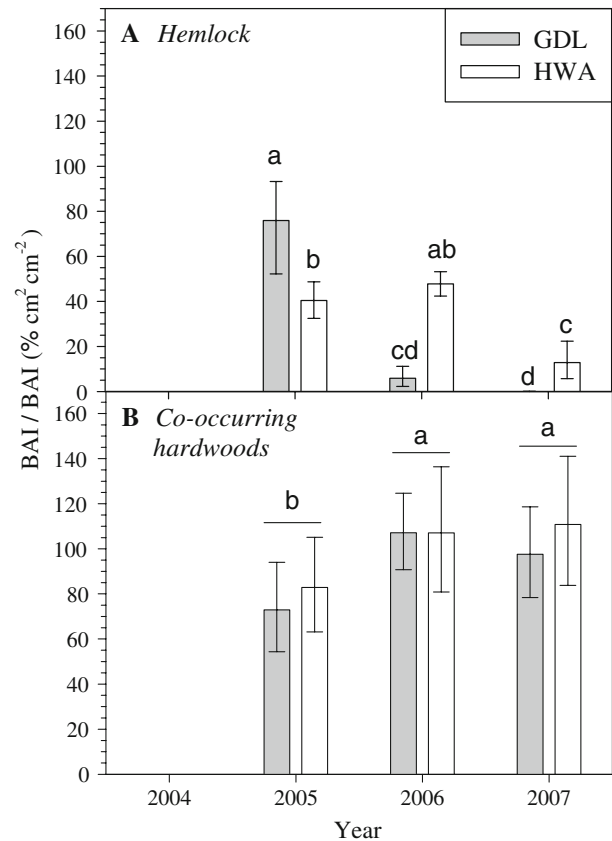 A Hemlock
GDL
HWA
160
140
120
100
80
60
40
20
0
a
b
cd
ab
d
c
BAI / BAI (% cm² cm⁻²)
B Co-occurring
hardwoods
160
140
120
100
80
60
40
20
0
b
a
a
2004 2005 2006 2007
Year